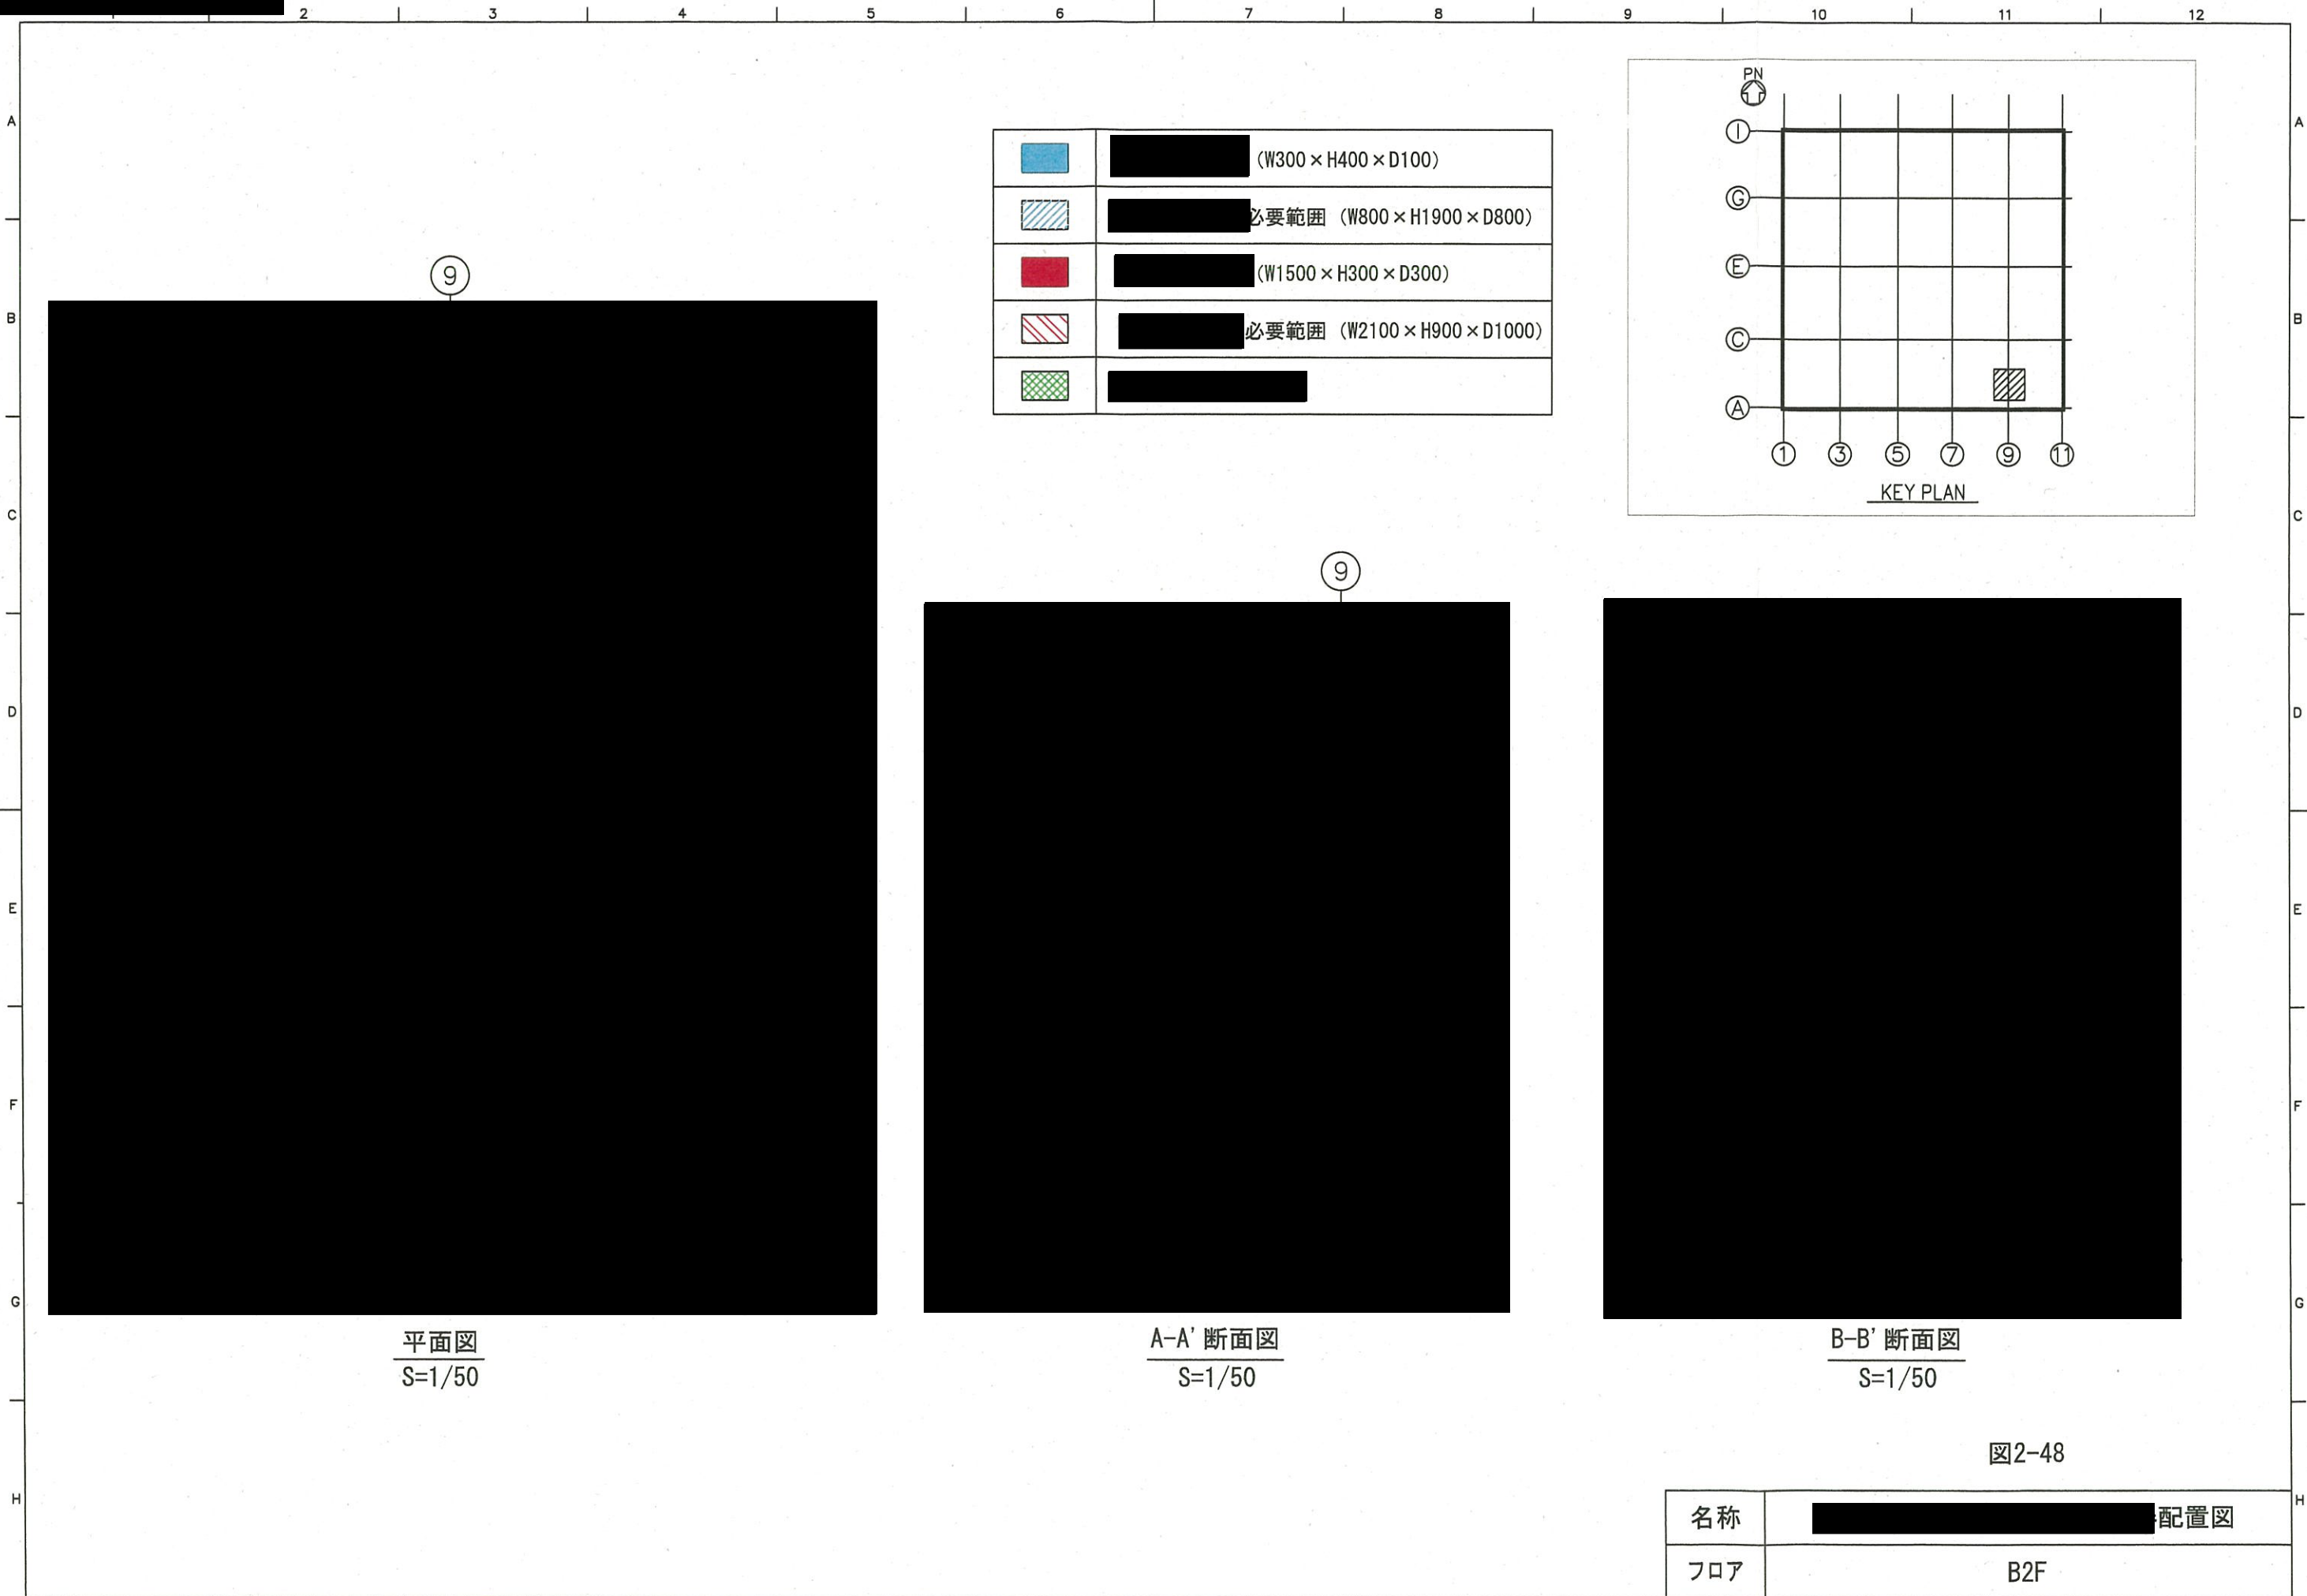 2 3 4 5 6 7 8 9 10 11 12
A
B
C
D
E
F
G
H
A
B
C
D
E
F
G
H
(W300×H400×D100)
必要範囲 (W800×H1900×D800)
(W1500×H300×D300)
必要範囲 (W2100×H900×D1000)
PN
I
G
E
C
A
1 3 5 7 9 11
KEY PLAN
9
9
平面図
S=1/50
A-A' 断面図
S=1/50
B-B' 断面図
S=1/50
図2-48
名称 配置図
フロア B2F